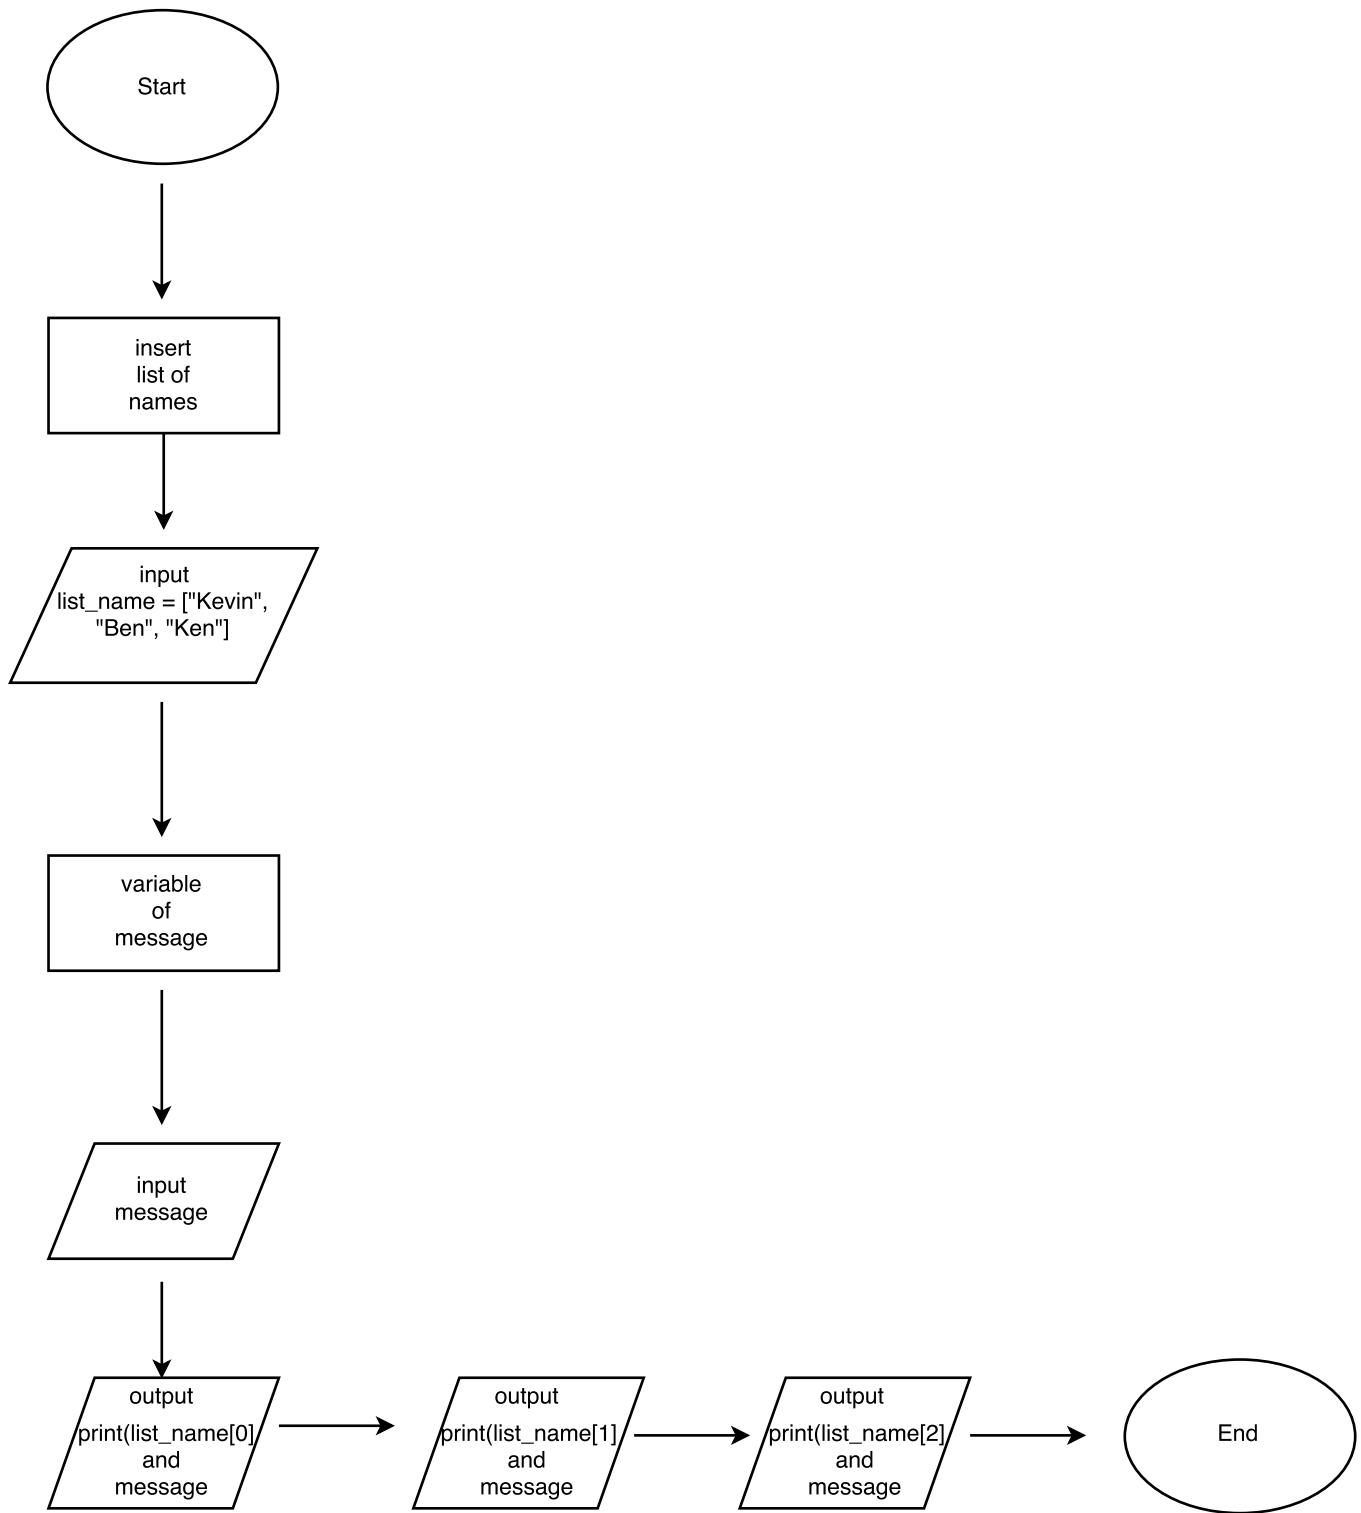 Start
insert
list of
names
input
list_name = ["Kevin",
"Ben", "Ken"]
variable
of
message
input
message
output
print(list_name[0]
and
message
output
print(list_name[1]
and
message
output
print(list_name[2]
and
message
End